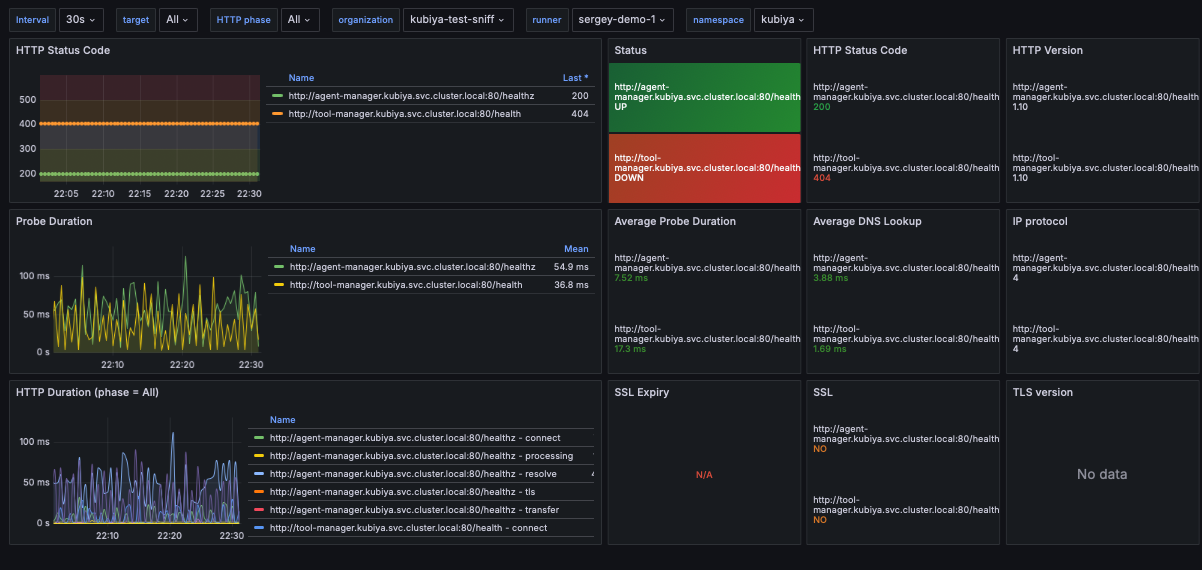 Interval 30s target All HTTP phase All organization kubiya-test-sniff runner sergey-demo-1 namespace kubiya
HTTP Status Code
Name Last *
http://agent-manager.kubiya.svc.cluster.local:80/healthz 200
http://tool-manager.kubiya.svc.cluster.local:80/health 404
500
400
300
200
22:05 22:10 22:15 22:20 22:25 22:30
Status
http://agent-
manager.kubiya.svc.cluster.local:80/healthz
UP
http://tool-
manager.kubiya.svc.cluster.local:80/health
DOWN
HTTP Status Code
http://agent-
manager.kubiya.svc.cluster.local:80/health
200
http://tool-
manager.kubiya.svc.cluster.local:80/health
404
HTTP Version
http://agent-
manager.kubiya.svc.cluster.local:80/health
1.10
http://tool-
manager.kubiya.svc.cluster.local:80/health
1.10
Probe Duration
Name Mean
http://agent-manager.kubiya.svc.cluster.local:80/healthz 54.9 ms
http://tool-manager.kubiya.svc.cluster.local:80/health 36.8 ms
100 ms
50 ms
0 s
22:10 22:20 22:30
Average Probe Duration
http://agent-
manager.kubiya.svc.cluster.local:80/health
7.52 ms
http://tool-
manager.kubiya.svc.cluster.local:80/health
17.3 ms
Average DNS Lookup
http://agent-
manager.kubiya.svc.cluster.local:80/health
3.88 ms
http://tool-
manager.kubiya.svc.cluster.local:80/health
1.69 ms
IP protocol
http://agent-
manager.kubiya.svc.cluster.local:80/health
4
http://tool-
manager.kubiya.svc.cluster.local:80/health
4
HTTP Duration (phase = All)
Name
http://agent-manager.kubiya.svc.cluster.local:80/healthz - connect
http://agent-manager.kubiya.svc.cluster.local:80/healthz - processing
http://agent-manager.kubiya.svc.cluster.local:80/healthz - resolve
http://agent-manager.kubiya.svc.cluster.local:80/healthz - tls
http://agent-manager.kubiya.svc.cluster.local:80/healthz - transfer
http://tool-manager.kubiya.svc.cluster.local:80/health - connect
100 ms
50 ms
0 s
22:10 22:20 22:30
SSL Expiry
N/A
SSL
http://agent-
manager.kubiya.svc.cluster.local:80/health
NO
http://tool-
manager.kubiya.svc.cluster.local:80/health
NO
TLS version
No data